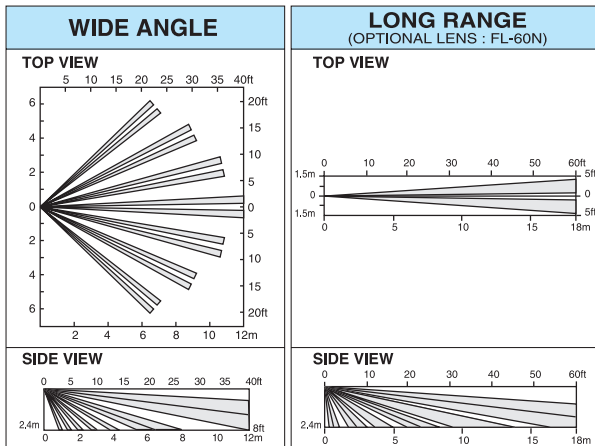 WIDE ANGLE
TOP VIEW
5 10 15 20 25 30 35 40ft
6
4
2
0
2
4
6
20ft
15
10
5
0
5
10
15
20ft
2 4 6 8 10 12m
SIDE VIEW
0 5 10 15 20 25 30 35 40ft
2,4m
8ft
0 2 4 6 8 10 12m
LONG RANGE
(OPTIONAL LENS : FL-60N)
TOP VIEW
0 10 20 30 40 50 60ft
1,5m
0
1,5m
5ft
0
5ft
0 5 10 15 18m
SIDE VIEW
0 10 20 30 40 50 60ft
2,4m
0 5 10 15 18m